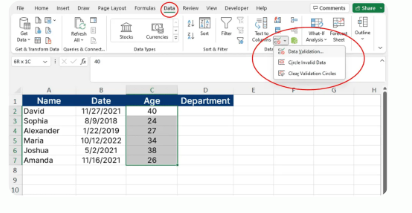 File Home Insert Draw Page Layout Formulas Data Review View Developer Help Comments Share
Get Data Refresh All Stocks Currencies Sort Filter Text to Columns What-If Analysis Forecast Sheet Outline
Get & Transform Data Queries & Connect... Data Types Sort & Filter
Data Validation...
Circle Invalid Data
Clear Validation Circles
6R x 1C 40
A B C D E F G H
1 Name Date Age Department
2 David 11/27/2021 40
3 Sophia 8/9/2018 24
4 Alexander 1/22/2019 27
5 Maria 10/12/2022 34
6 Joshua 5/2/2021 38
7 Amanda 11/16/2021 26
8
9
10